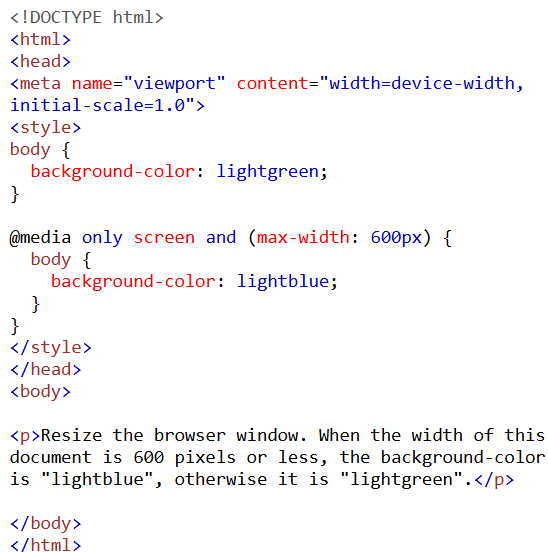 <!DOCTYPE html>
<html>
<head>
<meta name="viewport" content="width=device-width,
initial-scale=1.0">
<style>
body {
  background-color: lightgreen;
}

@media only screen and (max-width: 600px) {
  body {
    background-color: lightblue;
  }
}
</style>
</head>
<body>

<p>Resize the browser window. When the width of this
document is 600 pixels or less, the background-color
is "lightblue", otherwise it is "lightgreen".</p>

</body>
</html>